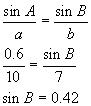 sin A / a = sin B / b
0.6 / 10 = sin B / 7
sin B = 0.42